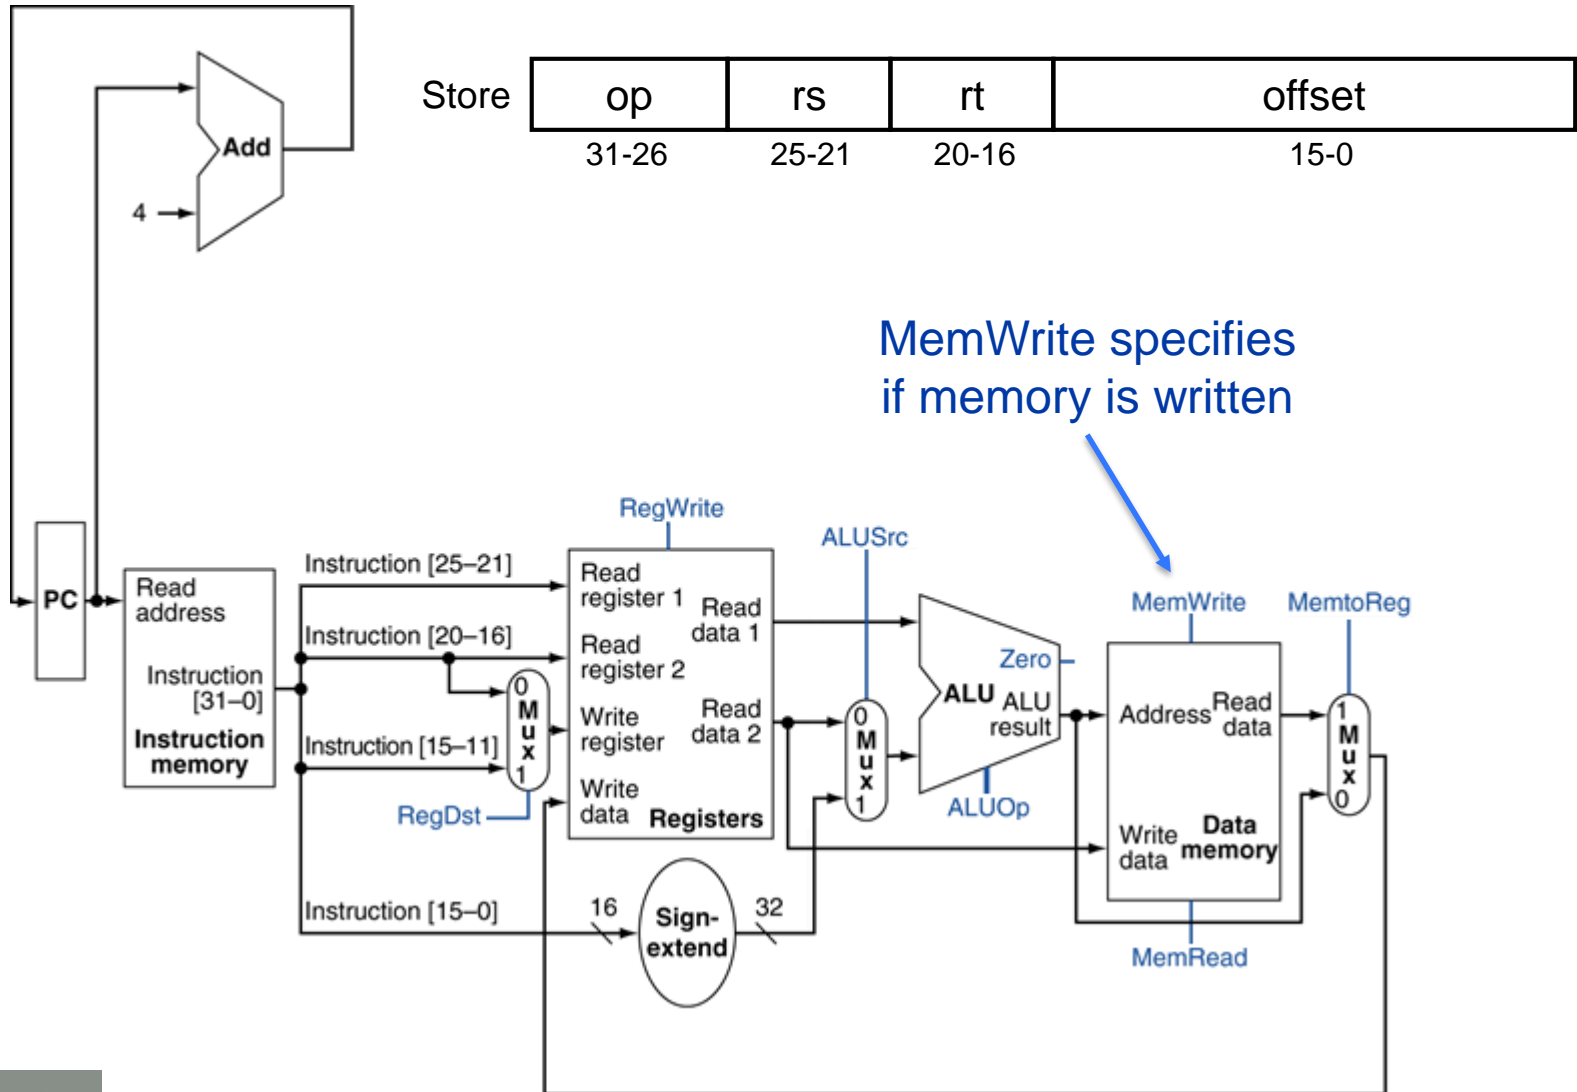 Store
op
rs
rt
offset
31-26
25-21
20-16
15-0
Add
4
MemWrite specifies
if memory is written
RegWrite
ALUSrc
MemWrite
MemtoReg
PC
Read
address
Instruction
[31–0]
Instruction
memory
Instruction [25–21]
Instruction [20–16]
Instruction [15–11]
Instruction [15–0]
0
M
u
x
1
RegDst
Read
register 1
Read
register 2
Write
register
Write
data
Read
data 1
Read
data 2
Registers
16
Sign-
extend
32
0
M
u
x
1
Zero
ALU
ALU
result
ALUOp
Address
Read
data
Write
data
Data
memory
MemRead
1
M
u
x
0